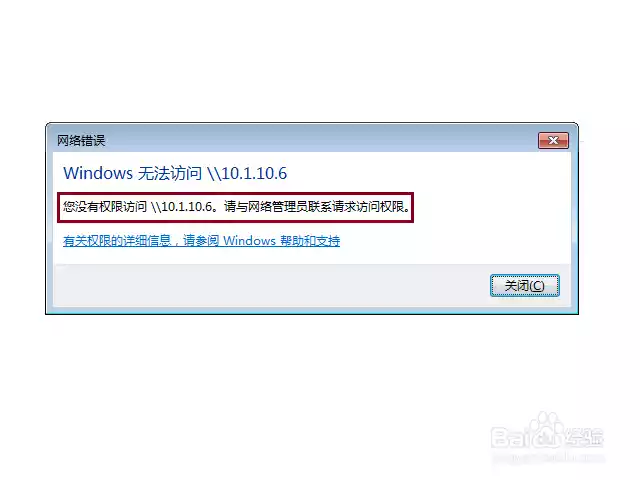 网络错误
Windows 无法访问 \\10.1.10.6
您没有权限访问 \\10.1.10.6。请与网络管理员联系请求访问权限。
有关权限的详细信息，请参阅 Windows 帮助和支持
关闭(C)
Baidu 经验